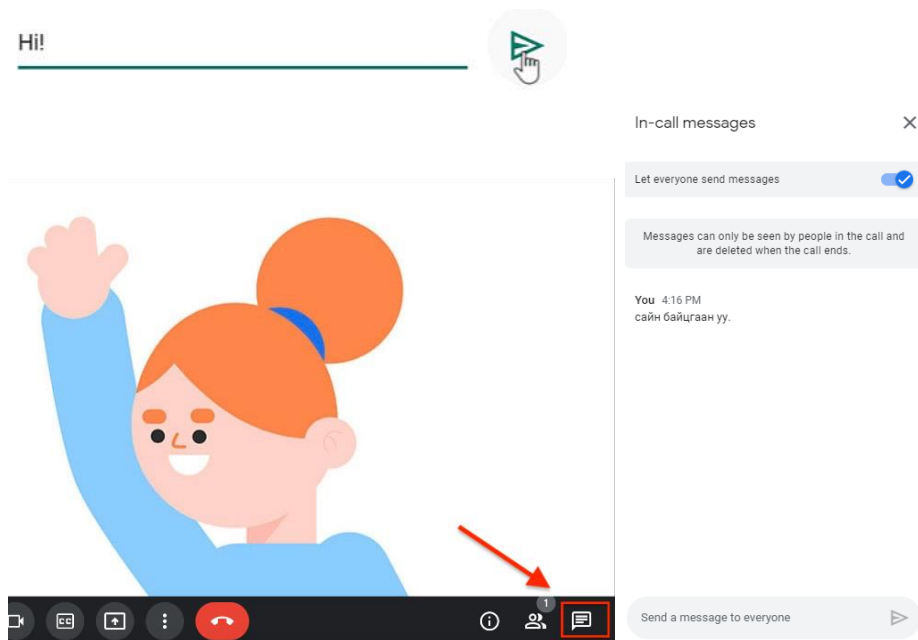 Hi!
In-call messages
Let everyone send messages
Messages can only be seen by people in the call and
are deleted when the call ends.
You 4:16 PM
сайн байцгаан уу.
CC
1
Send a message to everyone